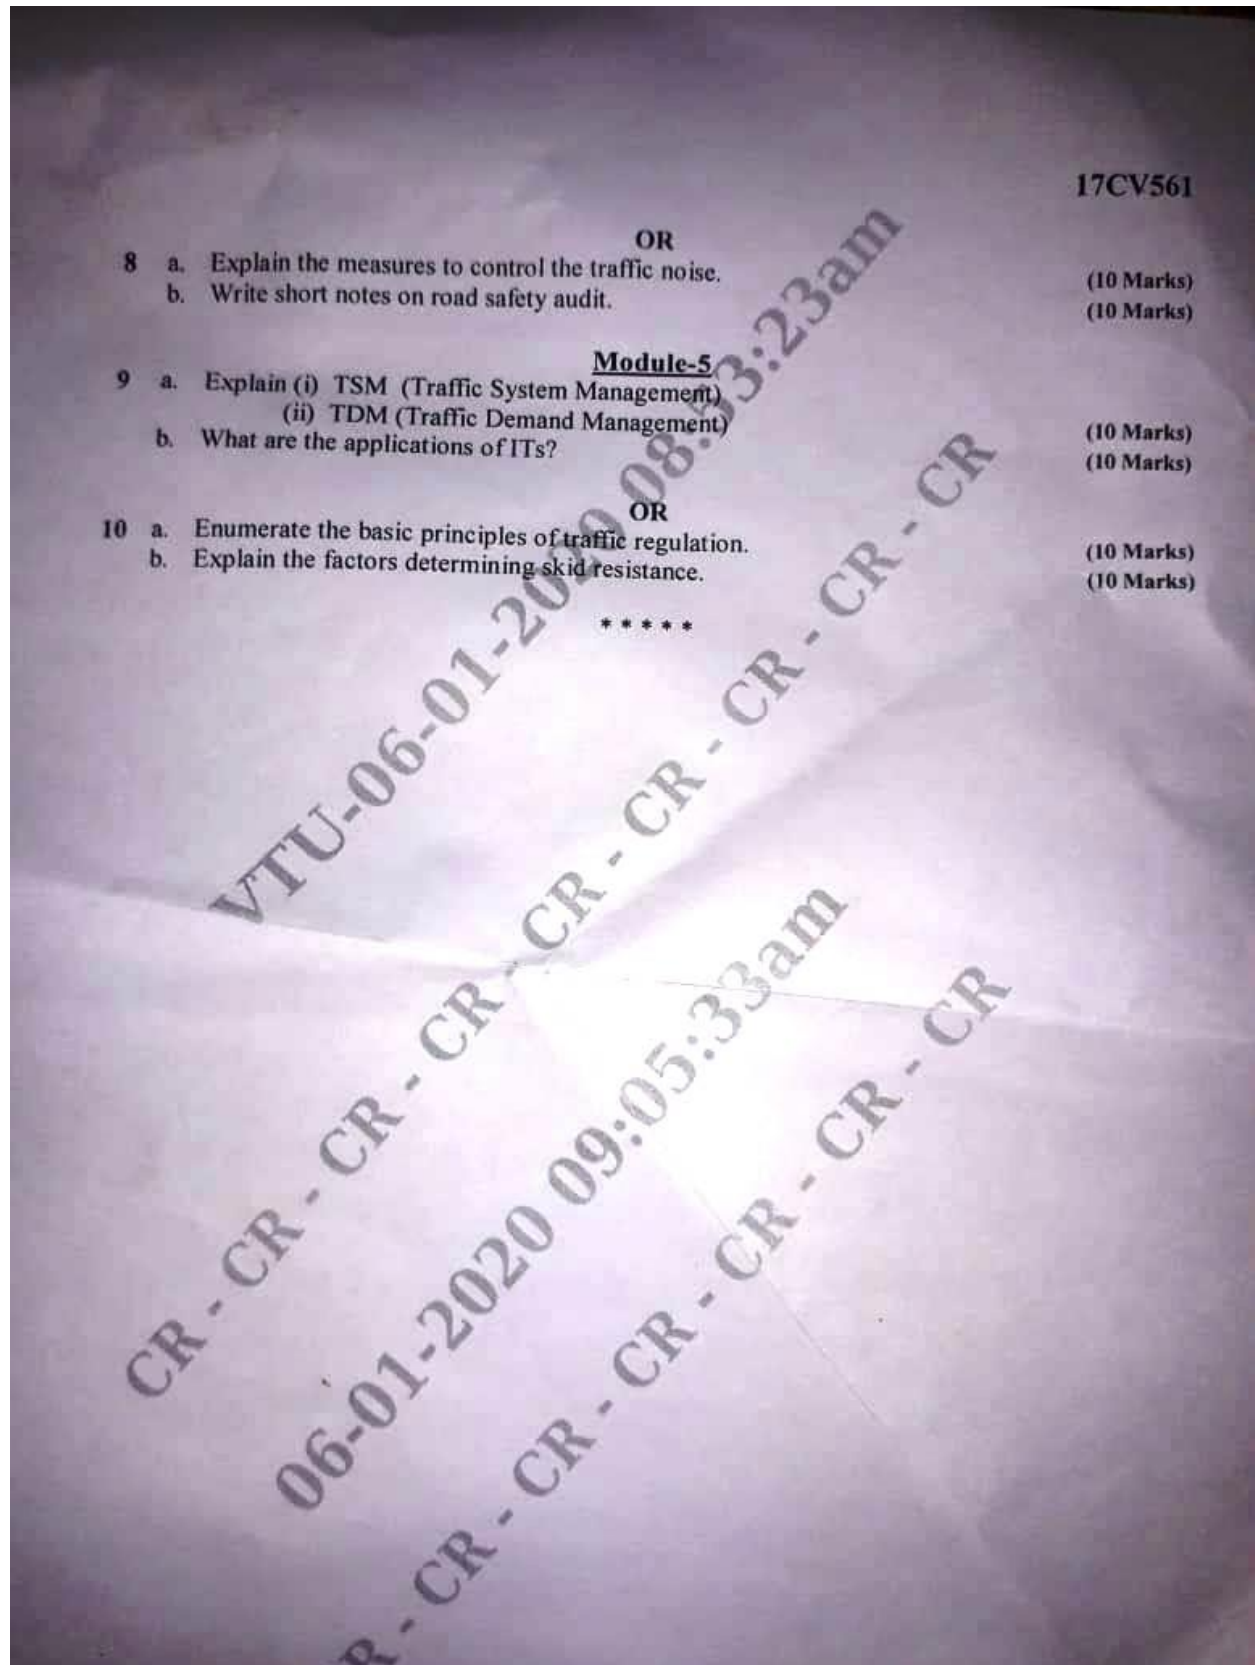 17CV561
OR
8 a. Explain the measures to control the traffic noise. (10 Marks)
b. Write short notes on road safety audit. (10 Marks)
Module-5
9 a. Explain (i) TSM (Traffic System Management)
(ii) TDM (Traffic Demand Management) (10 Marks)
b. What are the applications of ITs? (10 Marks)
OR
10 a. Enumerate the basic principles of traffic regulation. (10 Marks)
b. Explain the factors determining skid resistance. (10 Marks)
* * * * *
VTU-06-01-2020 08:53:23am
CR - CR - CR - CR - CR - CR - CR - CR - CR
06-01-2020 09:05:33am
R - CR - CR - CR - CR - CR - CR